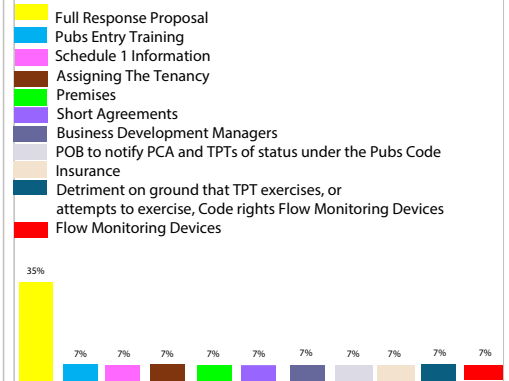 Full Response Proposal
Pubs Entry Training
Schedule 1 Information
Assigning The Tenancy
Premises
Short Agreements
Business Development Managers
POB to notify PCA and TPTs of status under the Pubs Code
Insurance
Detriment on ground that TPT exercises, or
attempts to exercise, Code rights Flow Monitoring Devices
Flow Monitoring Devices
35%
7% 7% 7% 7% 7% 7% 7% 7% 7% 7%